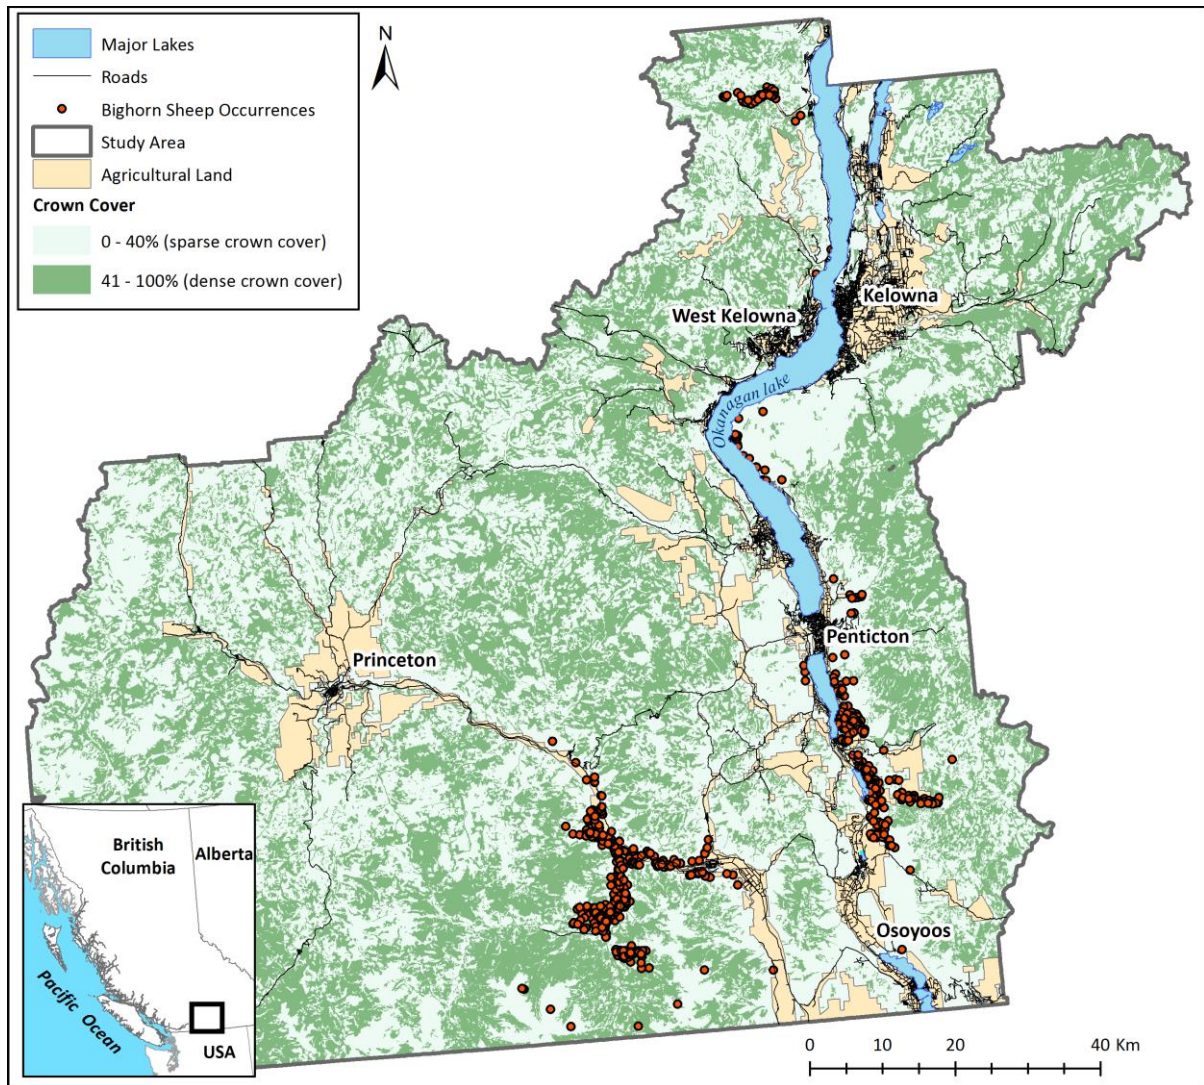 Major Lakes
Roads
Bighorn Sheep Occurrences
Study Area
Agricultural Land
Crown Cover
0 - 40% (sparse crown cover)
41 - 100% (dense crown cover)
N
Kelowna
West Kelowna
Okanagan lake
Penticton
Princeton
Osoyoos
British
Columbia
Alberta
Pacific Ocean
USA
0 10 20 40 Km